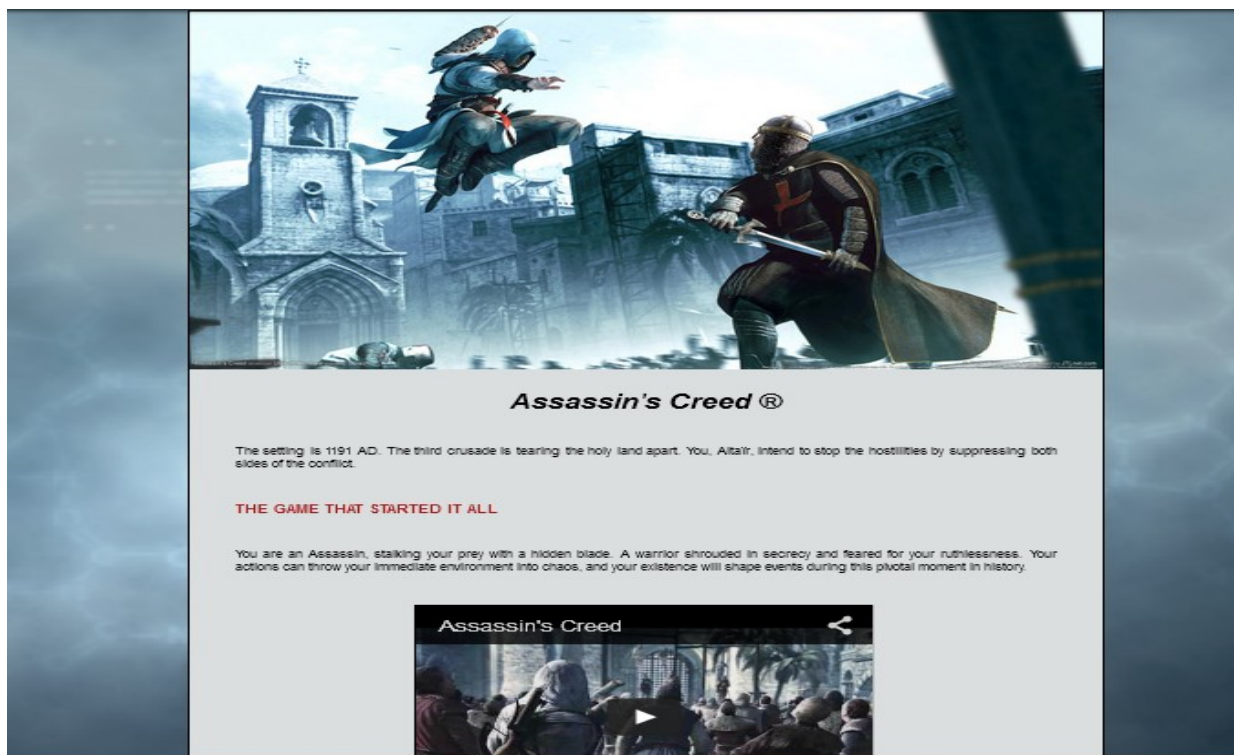 Assassin's Creed ®
The setting is 1191 AD. The third crusade is tearing the holy land apart. You, Altaïr, intend to stop the hostilities by suppressing both
sides of the conflict.
THE GAME THAT STARTED IT ALL
You are an Assassin, stalking your prey with a hidden blade. A warrior shrouded in secrecy and feared for your ruthlessness. Your
actions can throw your immediate environment into chaos, and your existence will shape events during this pivotal moment in history.
Assassin's Creed